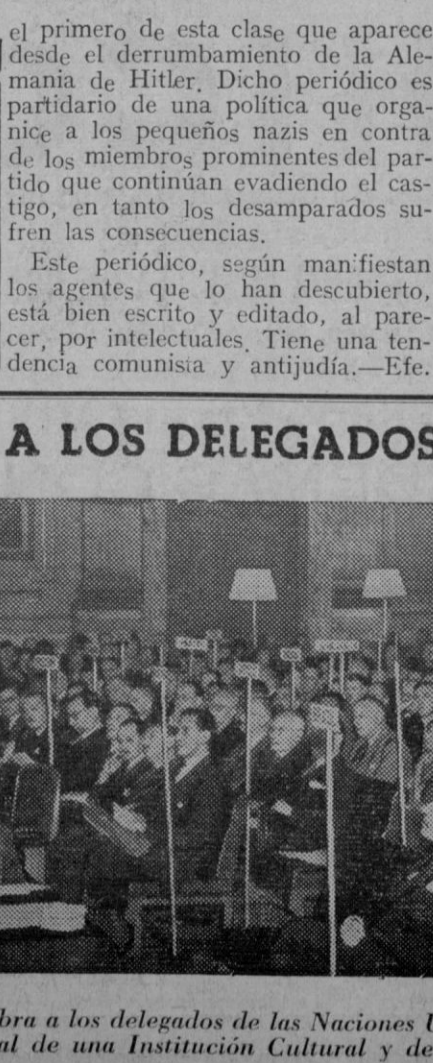 el primero de esta clase que aparece
desde el derrumbamiento de la Ale-
mania de Hitler. Dicho periódico es
partidario de una política que orga-
nice a los pequeños nazis en contra
de los miembros prominentes del par-
tido que continúan evadiendo el cas-
tigo, en tanto los desamparados su-
fren las consecuencias.
Este periódico, según manifiestan
los agentes que lo han descubierto,
está bien escrito y editado, al pare-
cer, por intelectuales. Tiene una ten-
dencia comunista y antijudía.—Efe.
A LOS DELEGADOS
bra a los delegados de las Naciones U
al de una Institución Cultural y de